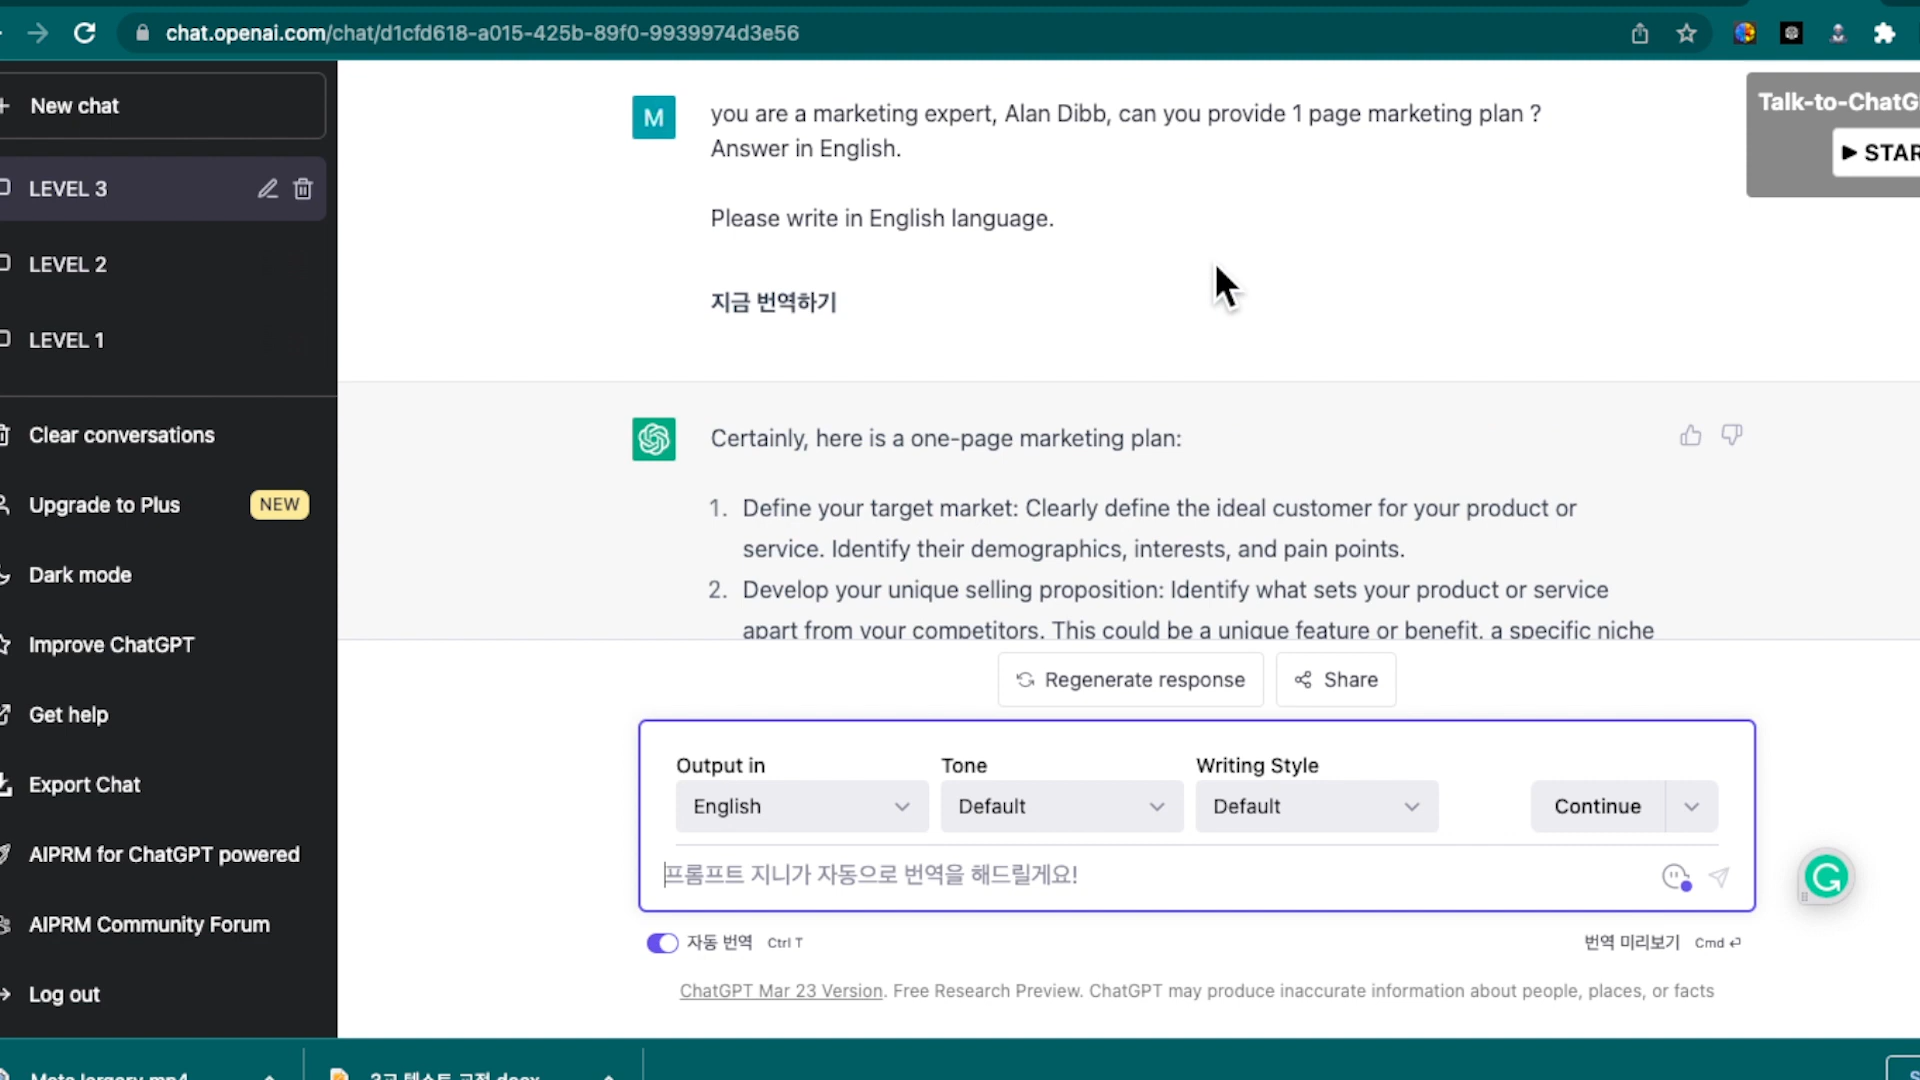 chat.openai.com/chat/d1cfd618-a015-425b-89f0-9939974d3e56
New chat
LEVEL 3
LEVEL 2
LEVEL 1
Clear conversations
Upgrade to Plus NEW
Dark mode
Improve ChatGPT
Get help
Export Chat
AIPRM for ChatGPT powered
AIPRM Community Forum
Log out
M
you are a marketing expert, Alan Dibb, can you provide 1 page marketing plan ?
Answer in English.
Please write in English language.
지금 번역하기
Talk-to-ChatG
STAR
Certainly, here is a one-page marketing plan:
1. Define your target market: Clearly define the ideal customer for your product or
service. Identify their demographics, interests, and pain points.
2. Develop your unique selling proposition: Identify what sets your product or service
apart from your competitors. This could be a unique feature or benefit, a specific niche
Regenerate response Share
Output in Tone Writing Style
English Default Default Continue
프롬프트 지니가 자동으로 번역을 해드릴게요!
자동 번역 Ctrl T 번역 미리보기 Cmd ⏎
ChatGPT Mar 23 Version. Free Research Preview. ChatGPT may produce inaccurate information about people, places, or facts